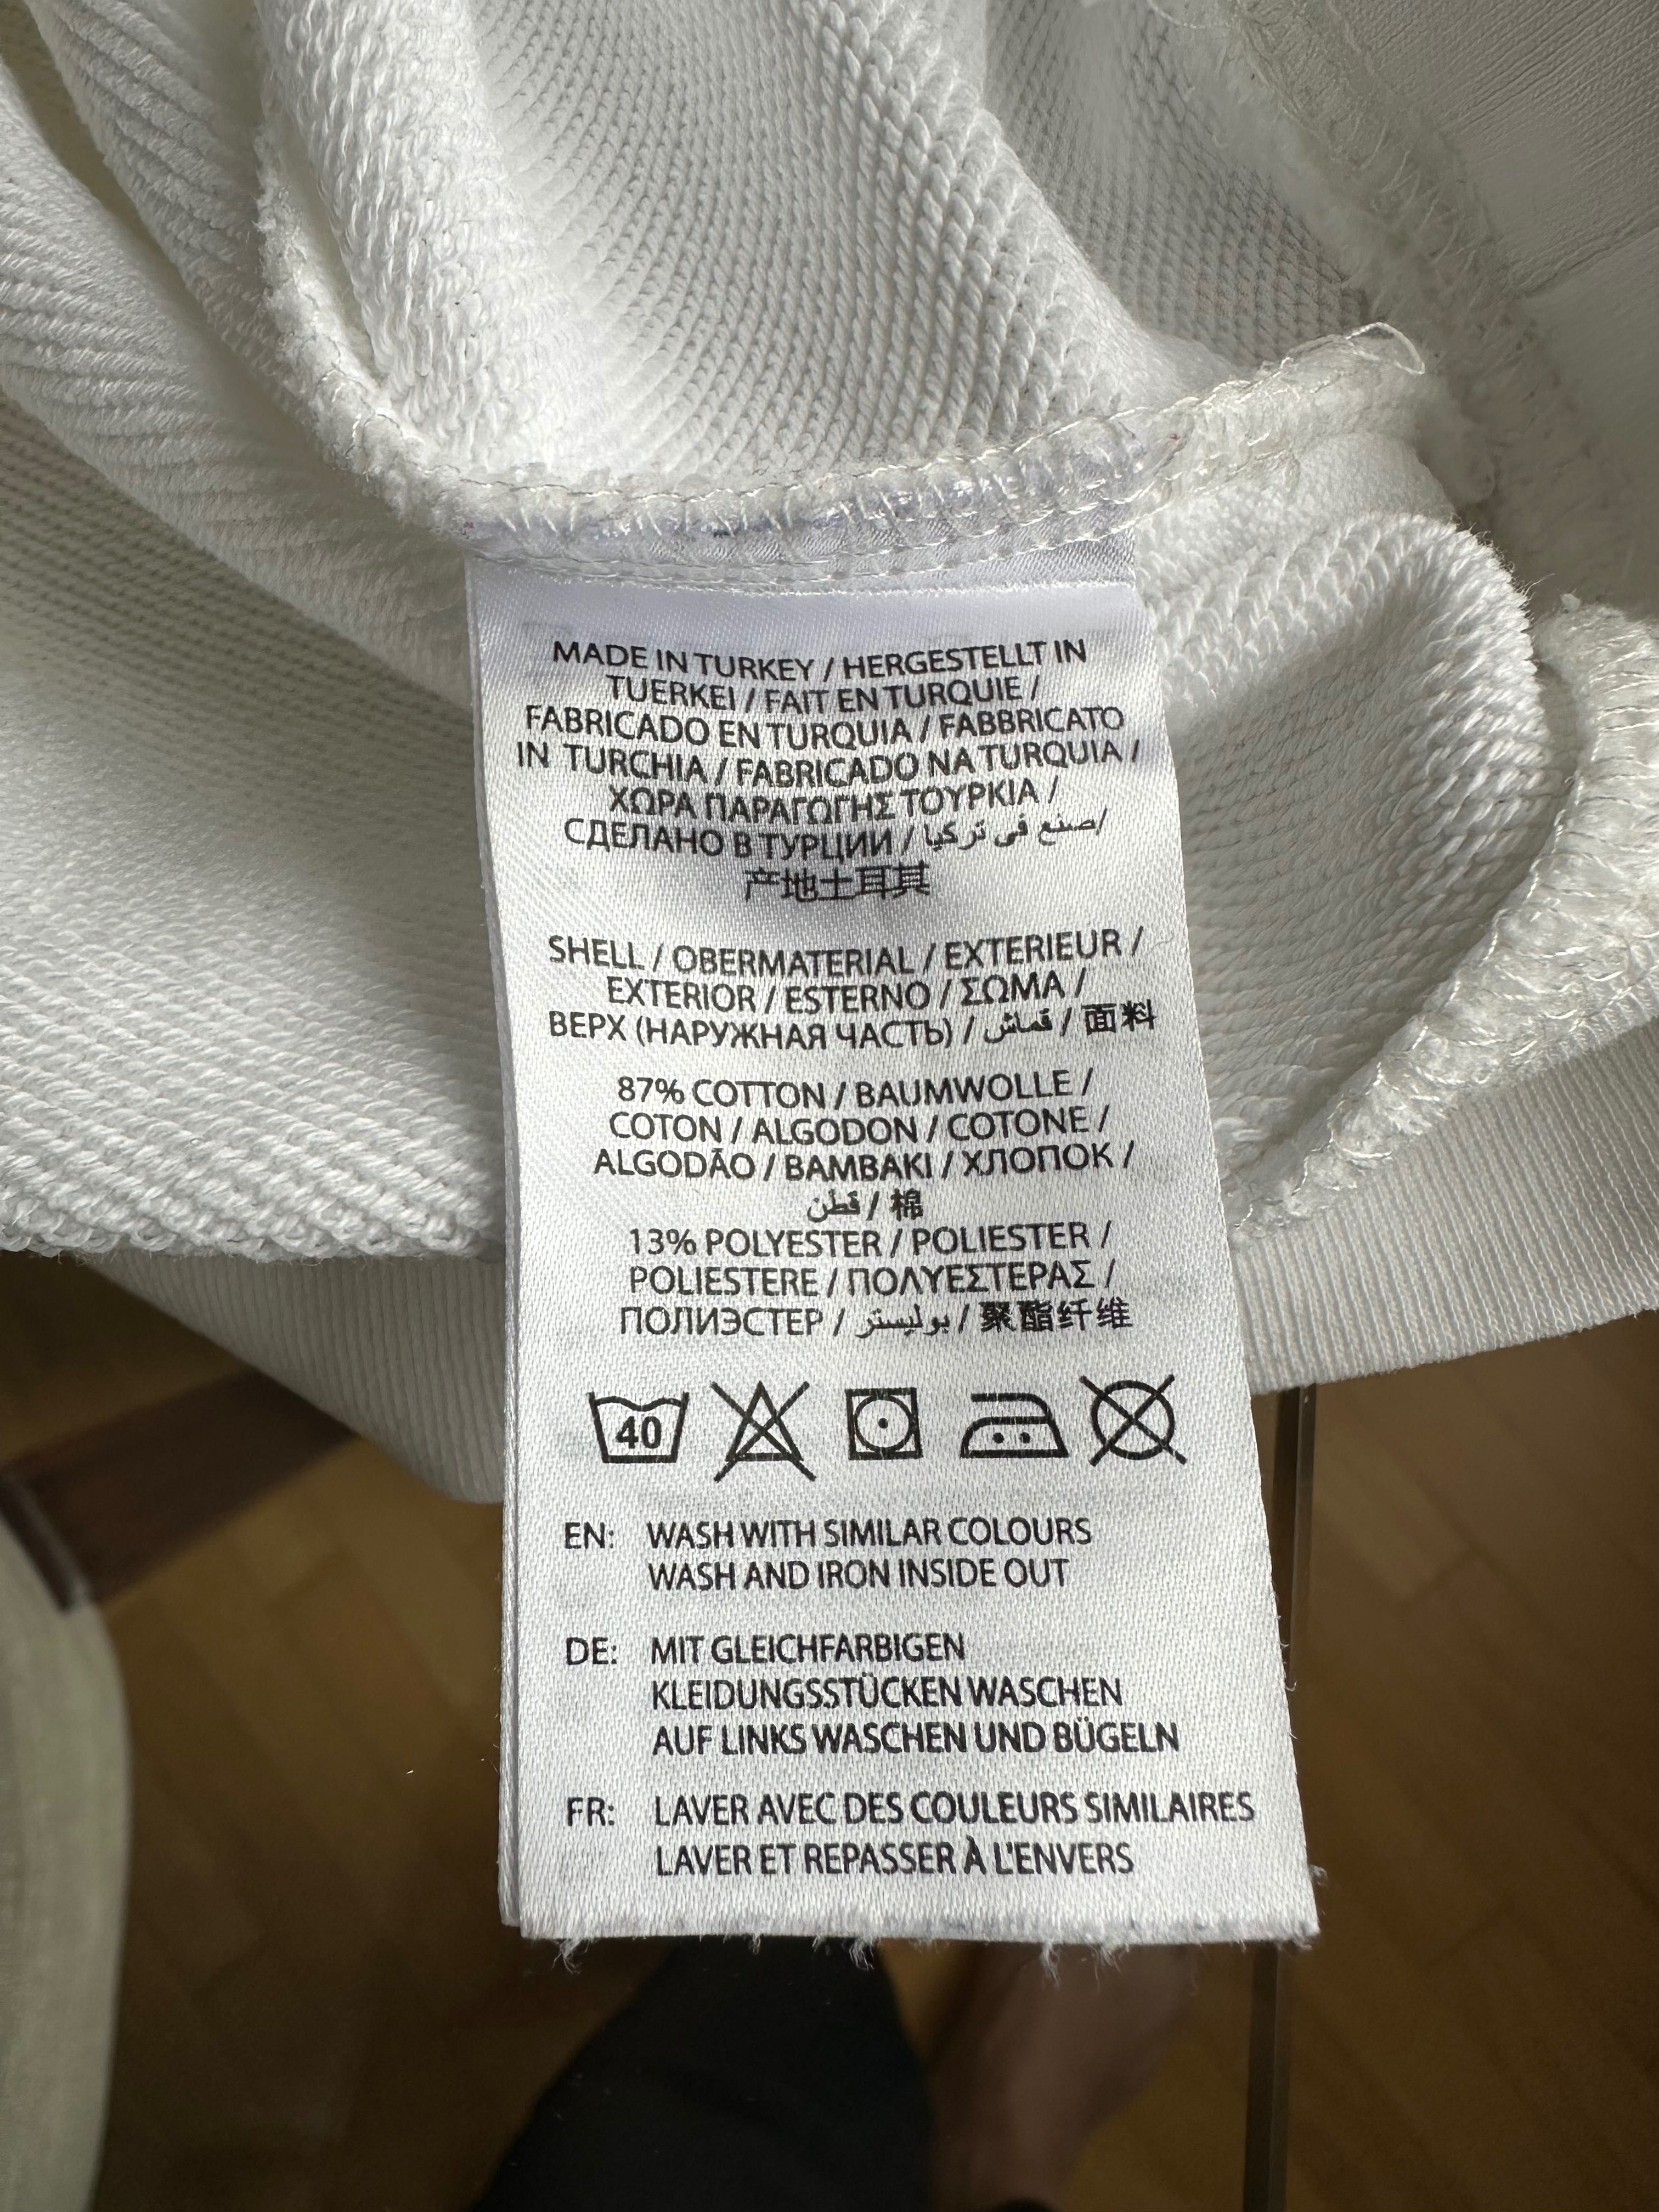 MADE IN TURKEY / HERGESTELLT IN
TUERKEI / FAIT EN TURQUIE /
FABRICADO EN TURQUIA / FABBRICATO
IN TURCHIA / FABRICADO NA TURQUIA /
ΧΩΡΑ ΠΑΡΑΓΩΓΗΣ ΤΟΥΡΚΙΑ /
СДЕЛАНО В ТУРЦИИ / صنع في تركيا/
产地土耳其
SHELL / OBERMATERIAL / EXTERIEUR /
EXTERIOR / ESTERNO / ΣΩΜΑ /
ВЕРХ (НАРУЖНАЯ ЧАСТЬ) / قماش / 面料
87% COTTON / BAUMWOLLE /
COTON / ALGODON / COTONE /
ALGODÃO / BAMBAKI / ХЛОПОК /
قطن / 棉
13% POLYESTER / POLIESTER /
POLIESTERE / ΠΟΛΥΕΣΤΕΡΑΣ /
ПОЛИЭСТЕР / بوليستر / 聚酯纤维
40
EN: WASH WITH SIMILAR COLOURS
WASH AND IRON INSIDE OUT
DE: MIT GLEICHFARBIGEN
KLEIDUNGSSTÜCKEN WASCHEN
AUF LINKS WASCHEN UND BÜGELN
FR: LAVER AVEC DES COULEURS SIMILAIRES
LAVER ET REPASSER À L'ENVERS